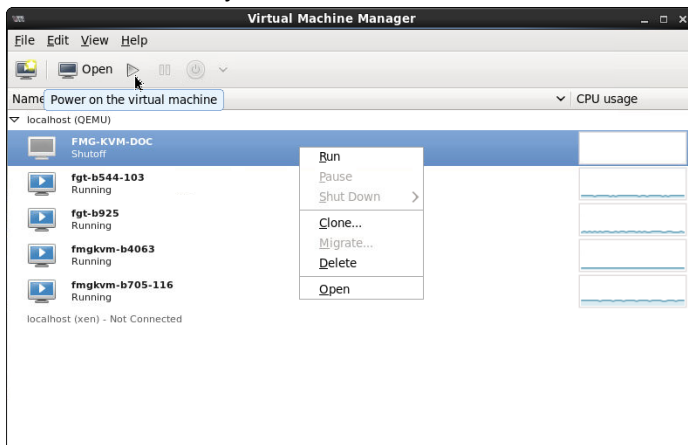 Virtual Machine Manager
File Edit View Help
Open
Power on the virtual machine
Name
CPU usage
localhost (QEMU)
FMG-KVM-DOC
Shutoff
fgt-b544-103
Running
fgt-b925
Running
fmgkvm-b4063
Running
fmgkvm-b705-116
Running
localhost (xen) - Not Connected
Run
Pause
Shut Down
Clone...
Migrate...
Delete
Open